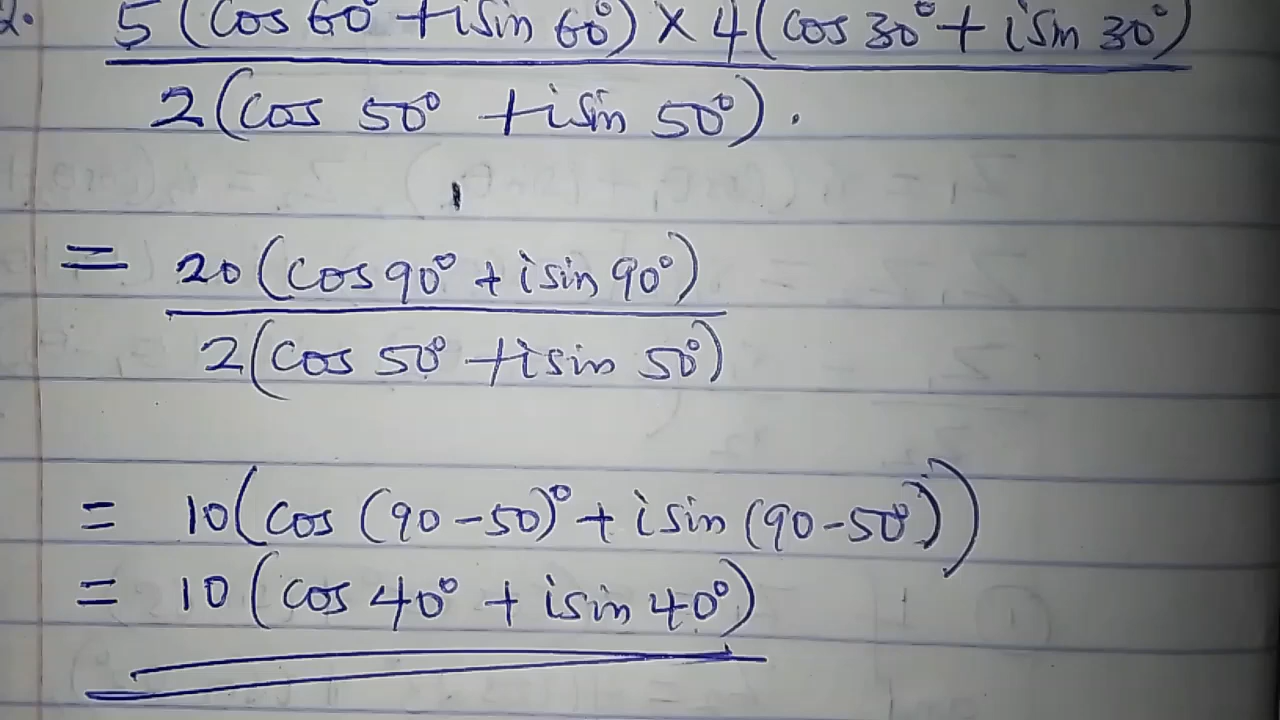 2. 5 (Cos 60° + i Sin 60°) × 4 (Cos 30° + i Sin 30°)
2 (Cos 50° + i Sin 50°).
= 20 (Cos 90° + i Sin 90°)
2 (Cos 50° + i Sin 50°)
= 10 (Cos (90 - 50)° + i Sin (90 - 50°))
= 10 (Cos 40° + i Sin 40°)